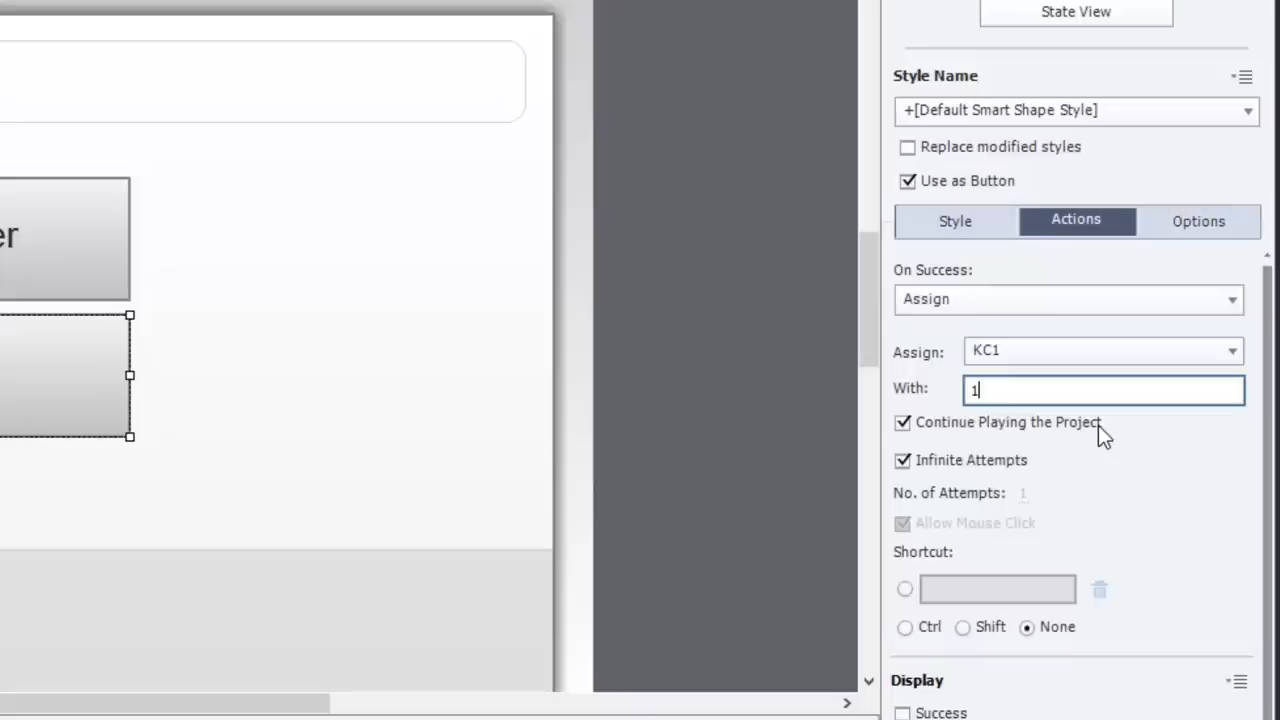 State View
Style Name
+[Default Smart Shape Style]
Replace modified styles
Use as Button
Style Actions Options
er
On Success:
Assign
Assign: KC1
With: 1
Continue Playing the Project
Infinite Attempts
No. of Attempts: 1
Allow Mouse Click
Shortcut:
Ctrl Shift None
Display
Success